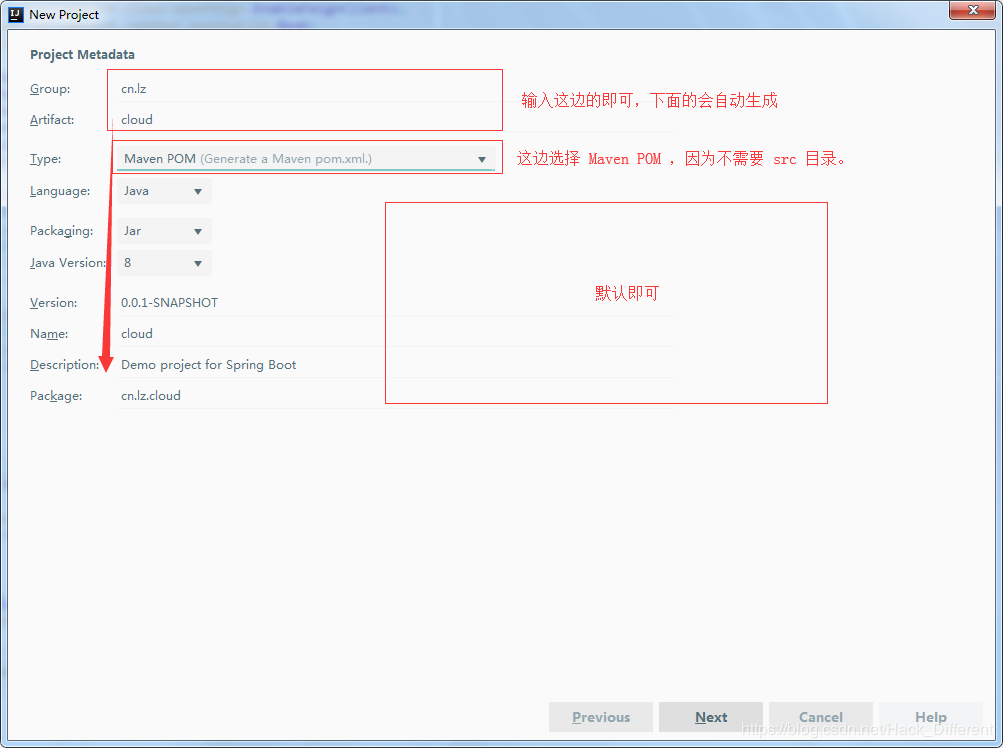 New Project
Project Metadata
Group: cn.lz
输入这边的即可，下面的会自动生成
Artifact: cloud
Type: Maven POM (Generate a Maven pom.xml.)
这边选择 Maven POM ，因为不需要 src 目录。
Language: Java
Packaging: Jar
Java Version: 8
默认即可
Version: 0.0.1-SNAPSHOT
Name: cloud
Description: Demo project for Spring Boot
Package: cn.lz.cloud
Previous Next Cancel Help
https://blog.csdn.net/Hack_Different